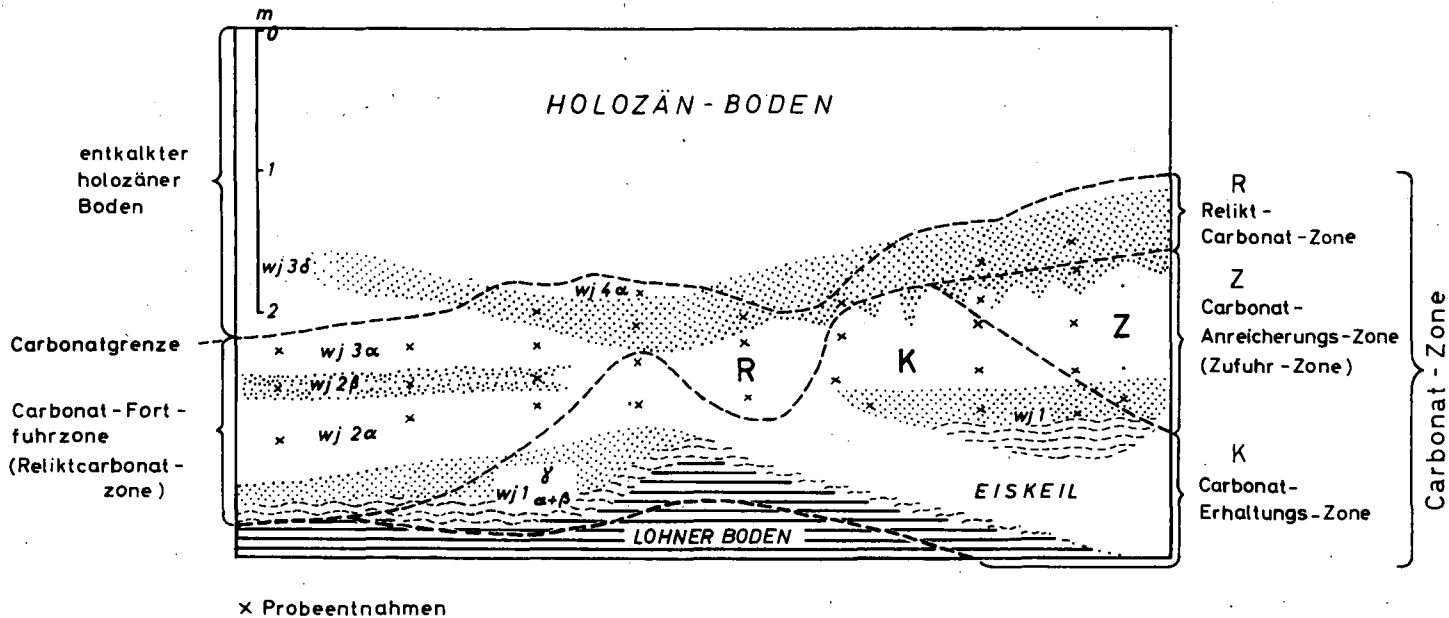 m
0
HOLOZÄN - BODEN
1
entkalkter
holozäner
Boden
R
Relikt -
Carbonat - Zone
wj 3δ
wj 4α
2
Z
Z
Carbonat -
Anreicherungs - Zone
(Zufuhr - Zone)
Carbonat - Zone
Carbonatgrenze
wj 3α
R
K
wj 2β
Carbonat - Fort -
fuhrzone
(Reliktcarbonat -
zone)
wj 2α
wj 1
γ
wj 1 α+β
EISKEIL
K
Carbonat -
Erhaltungs - Zone
LOHNER BODEN
× Probeentnahmen